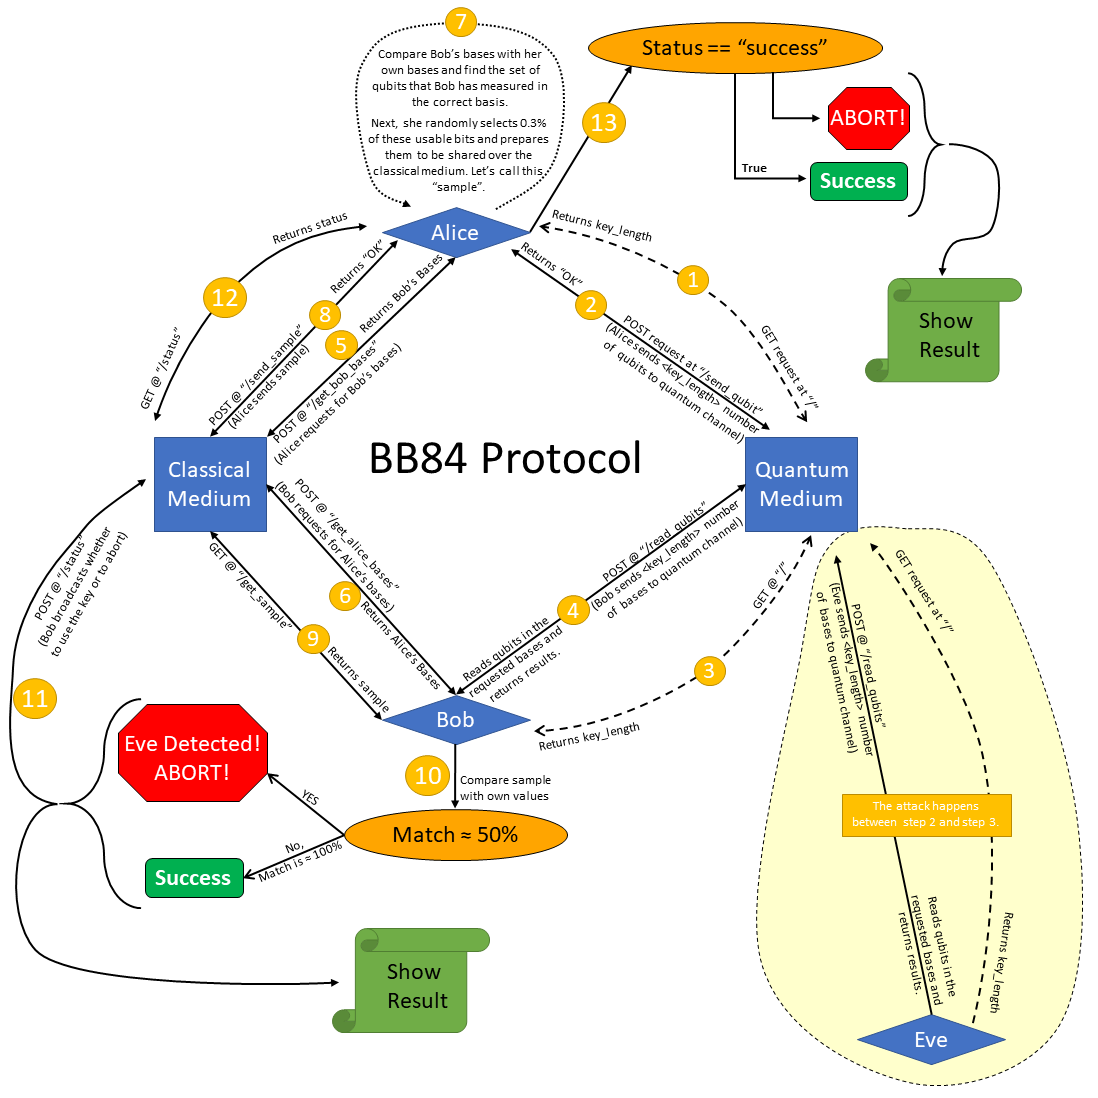 7
Compare Bob’s bases with her
own bases and find the set of
qubits that Bob has measured in
the correct basis.
Next, she randomly selects 0.3%
of these usable bits and prepares
them to be shared over the
classical medium. Let’s call this
“sample”.
Status == “success”
13
ABORT!
True
Success
Show
Result
Alice
Returns status
12
GET @ “/status”
Returns “OK”
8
POST @ “/send_sample”
(Alice sends sample)
Returns Bob’s Bases
5
POST @ “/get_bob_bases”
(Alice requests for Bob’s bases)
Returns key_length
1
GET request at “/”
Returns “OK”
2
POST request at “/send_qubit”
(Alice sends <key_length> number
of qubits to quantum channel)
BB84 Protocol
Classical
Medium
Quantum
Medium
POST @ “/get_alice_bases”
(Bob requests for Alice’s bases)
6
Returns Alice’s Bases
GET @ “/get_sample”
9
Returns sample
POST @ “/read_qubits”
(Bob sends <key_length> number
of bases to quantum channel)
4
Reads qubits in the
requested bases and
returns results.
GET @ “/”
3
Returns key_length
Bob
POST @ “/status”
(Bob broadcasts whether
to use the key or to abort)
11
10
Compare sample
with own values
Match ≈ 50%
YES
Eve Detected!
ABORT!
No,
Match is ≈ 100%
Success
Show
Result
GET request at “/”
POST @ “/read_qubits”
(Eve sends <key_length> number
of bases to quantum channel)
The attack happens
between step 2 and step 3.
Reads qubits in the
requested bases and
returns results.
Returns key_length
Eve